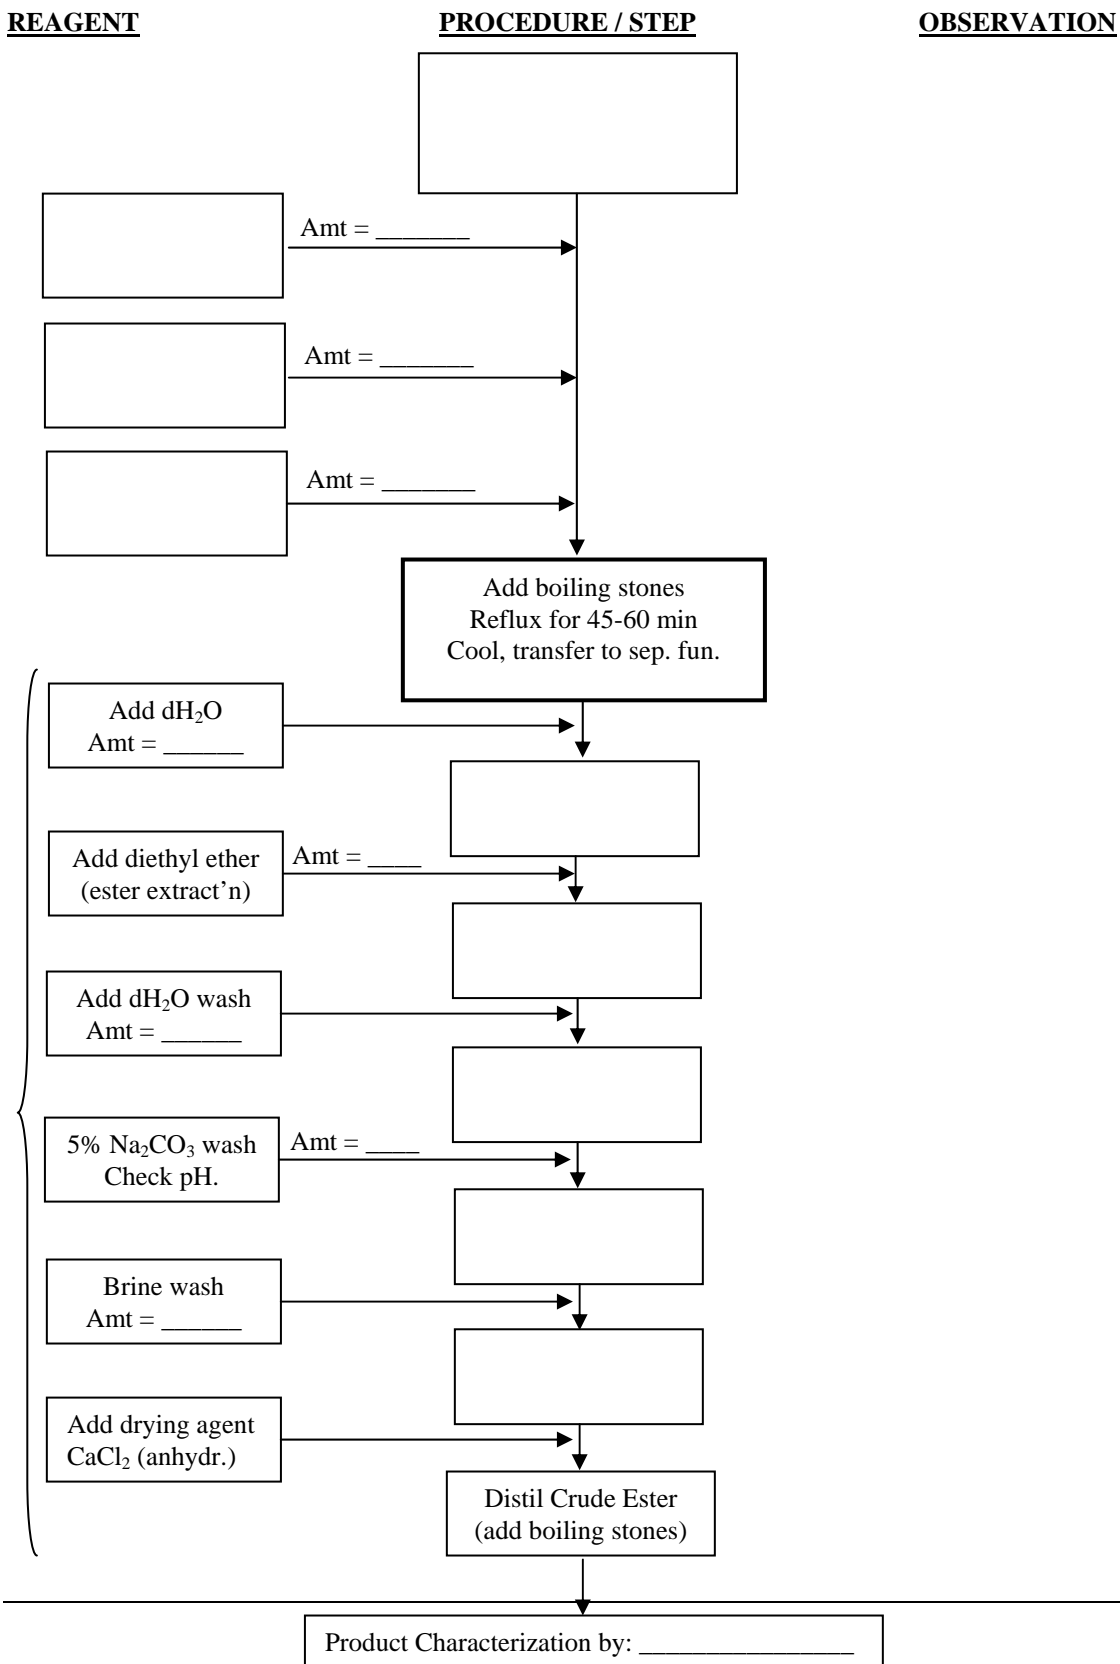 REAGENT PROCEDURE / STEP OBSERVATION
Amt = _______
Amt = _______
Amt = _______
Add boiling stones
Reflux for 45-60 min
Cool, transfer to sep. fun.
Add dH₂O
Amt = ______
Add diethyl ether
(ester extract’n)
Amt = ____
Add dH₂O wash
Amt = ______
5% Na₂CO₃ wash
Check pH.
Amt = ____
Brine wash
Amt = ______
Add drying agent
CaCl₂ (anhydr.)
Distil Crude Ester
(add boiling stones)
Product Characterization by: ________________